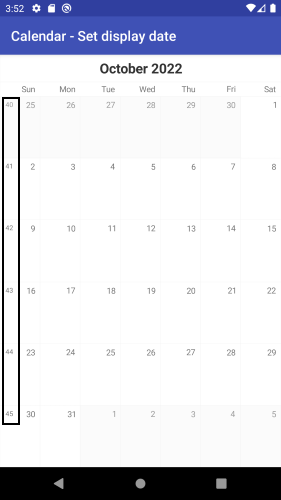 3:52
Calendar - Set display date
October 2022
Sun Mon Tue Wed Thu Fri Sat
40 25 26 27 28 29 30 1
41 2 3 4 5 6 7 8
42 9 10 11 12 13 14 15
43 16 17 18 19 20 21 22
44 23 24 25 26 27 28 29
45 30 31 1 2 3 4 5